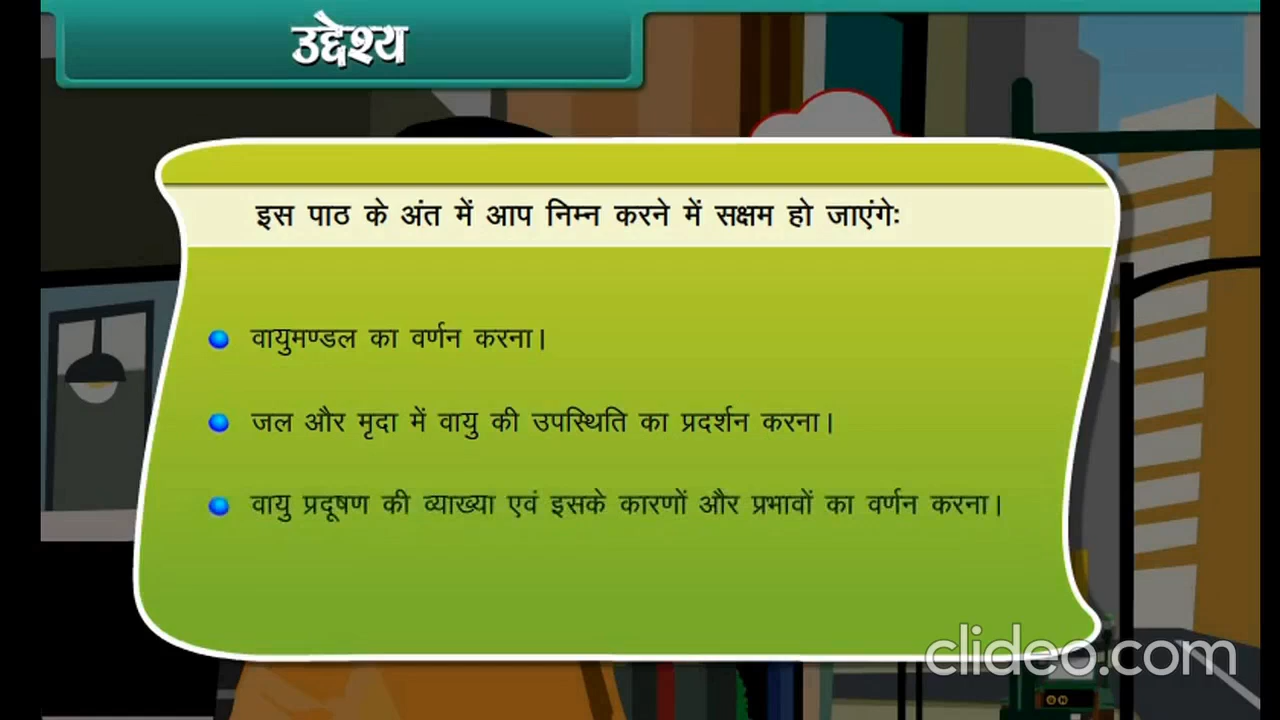 उद्देश्य
इस पाठ के अंत में आप निम्न करने में सक्षम हो जाएंगेः
वायुमण्डल का वर्णन करना।
जल और मृदा में वायु की उपस्थिति का प्रदर्शन करना।
वायु प्रदूषण की व्याख्या एवं इसके कारणों और प्रभावों का वर्णन करना।
clideo.com